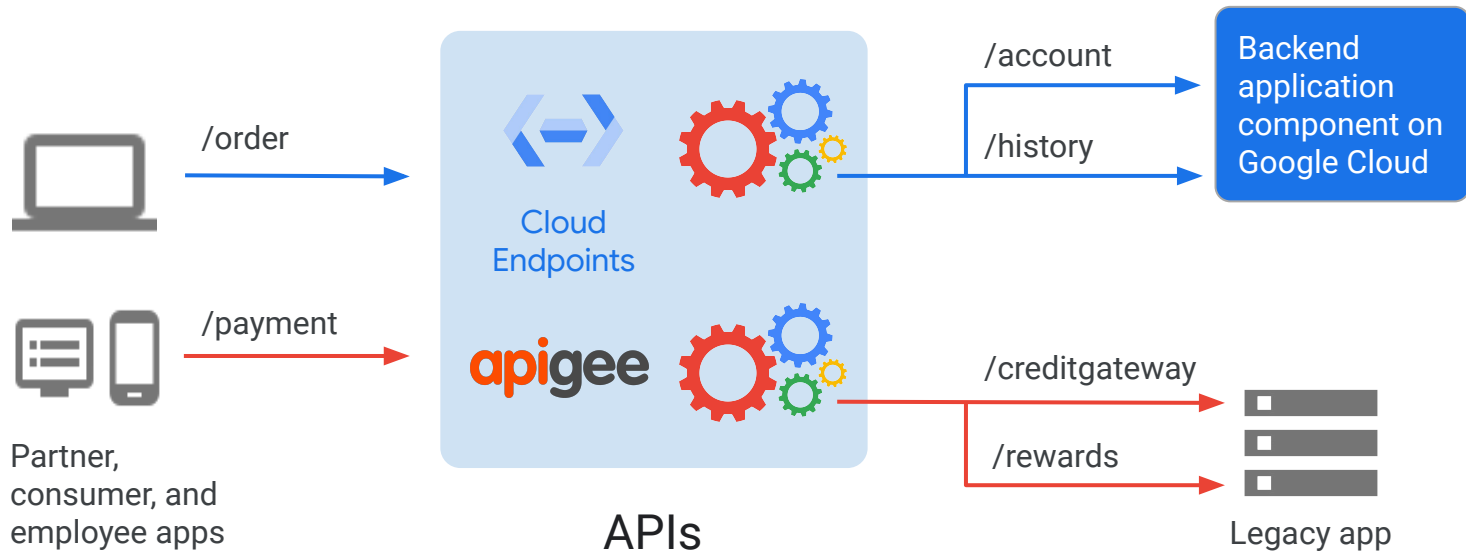 /order
/payment
Partner,
consumer, and
employee apps
Cloud
Endpoints
apigee
APIs
/account
/history
Backend
application
component on
Google Cloud
/creditgateway
/rewards
Legacy app